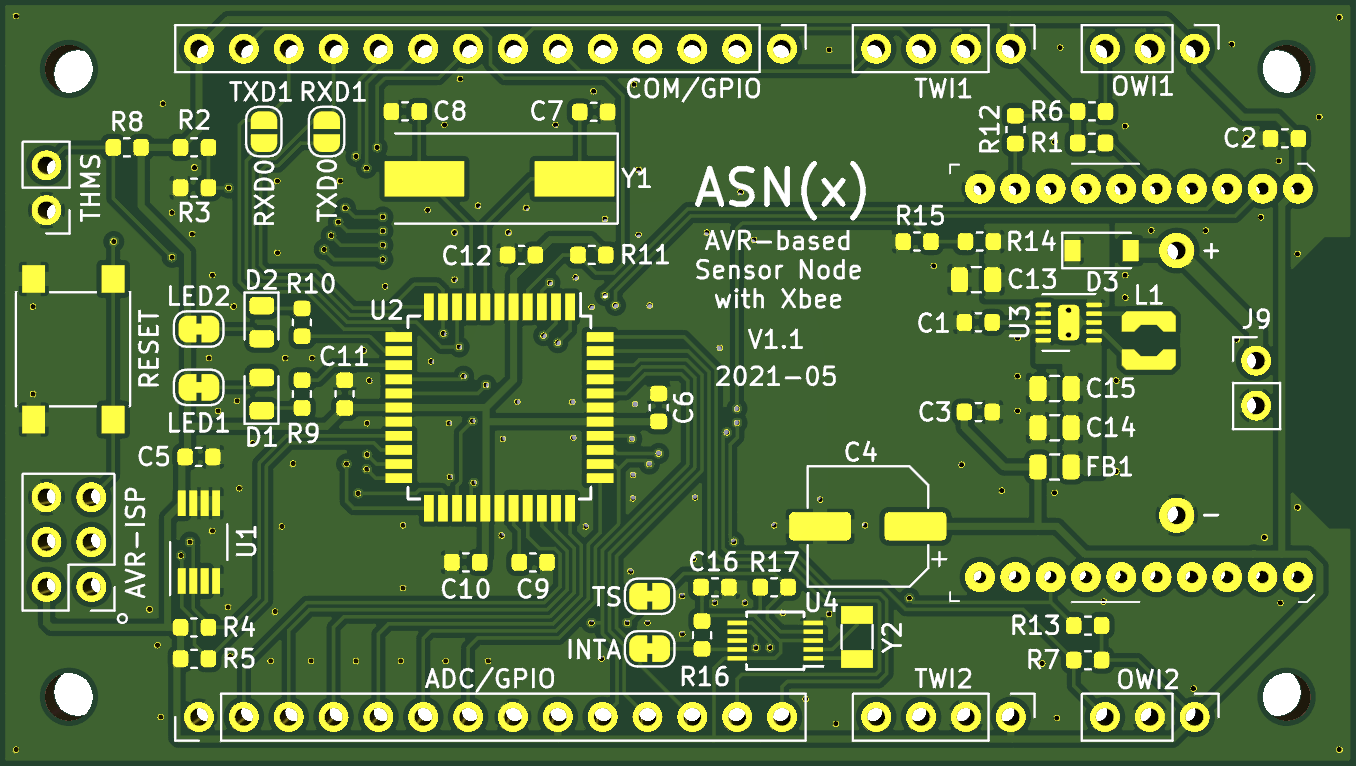 COM/GPIO
TWI1
OWI1
TXD1
RXD1
C8
C7
R8
R2
R12
R6
R1
C2
THMS
R3
RXD0
TXD0
Y1
ASN(x)
AVR-based
Sensor Node
with Xbee
V1.1
2021-05
R15
R14
C13
D3
+
C12
R11
LED2
D2
R10
U2
C1
U3
L1
J9
RESET
C11
LED1
D1
R9
C6
C3
C15
C14
FB1
C5
C4
AVR-ISP
U1
-
+
C10
C9
TS
C16
R17
U4
INTA
Y2
R16
R4
R5
R13
R7
ADC/GPIO
TWI2
OWI2